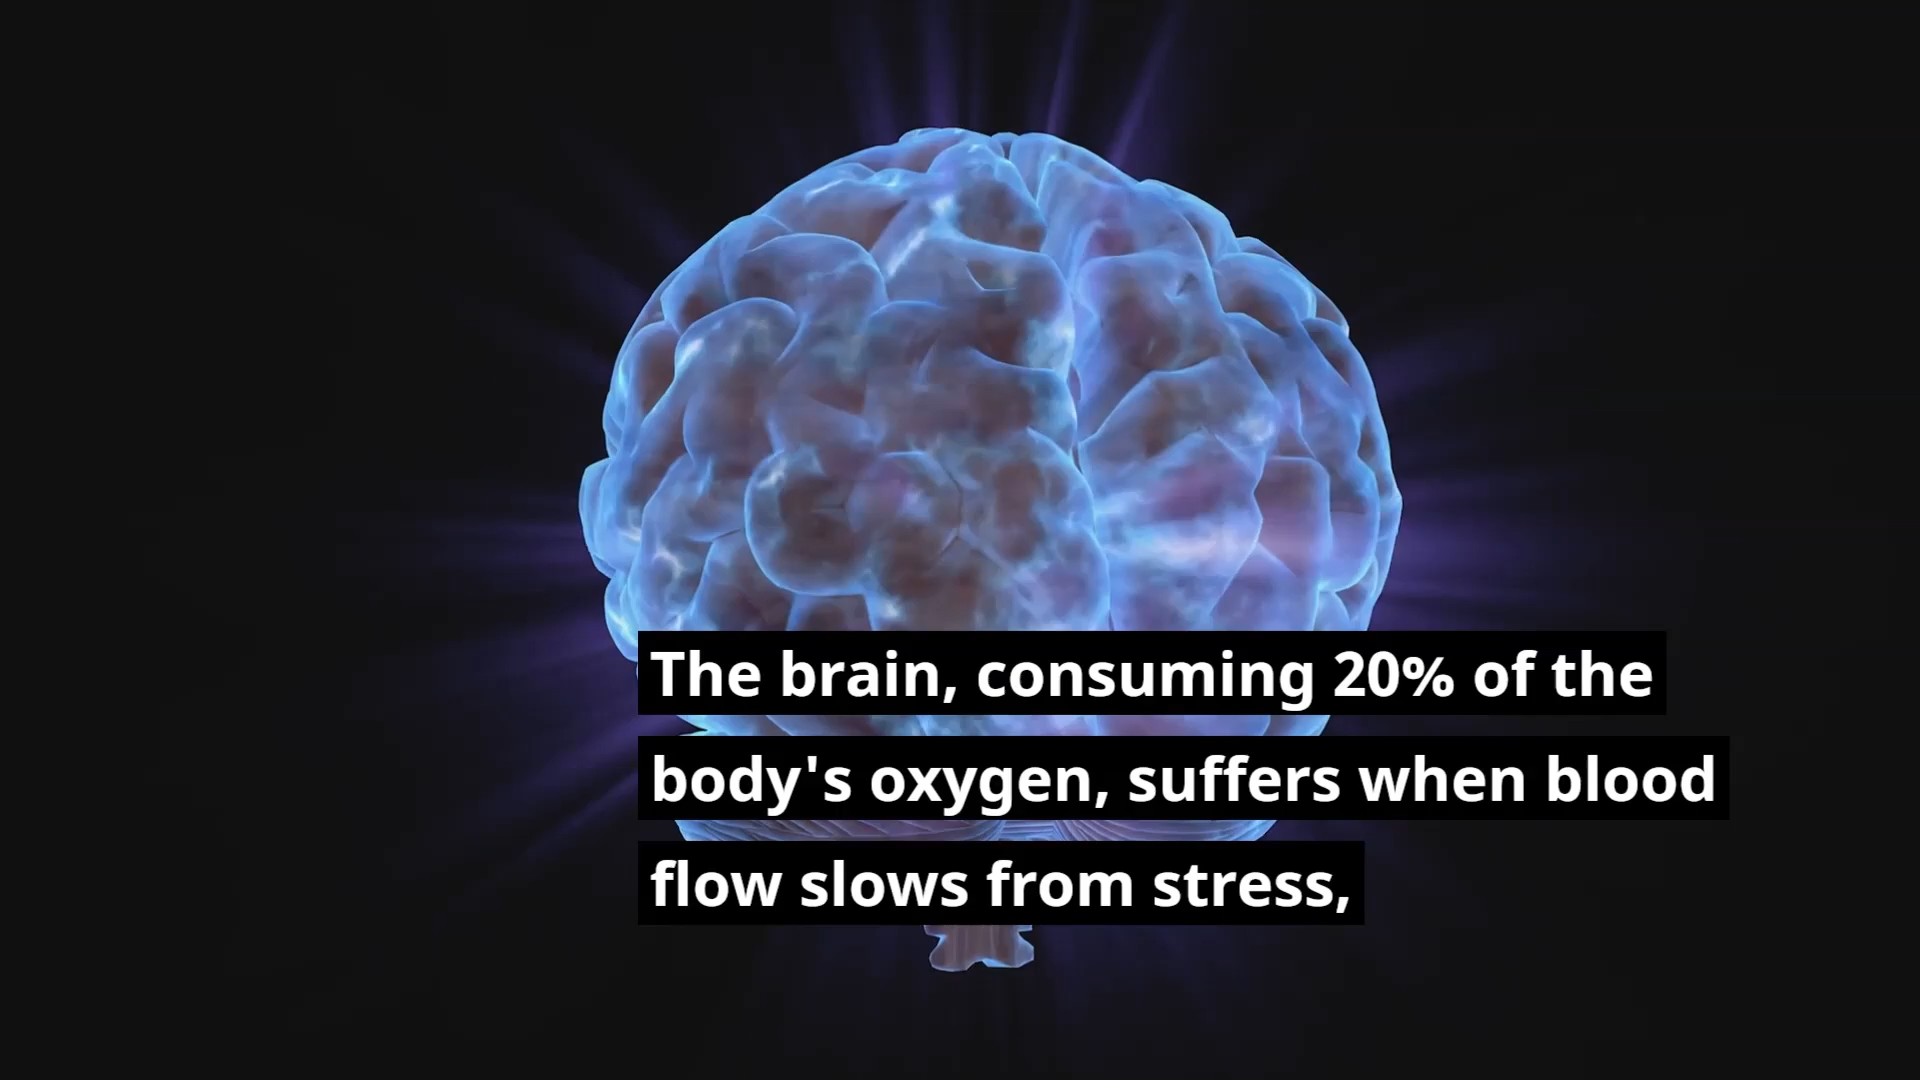 The brain, consuming 20% of the
body's oxygen, suffers when blood
flow slows from stress,